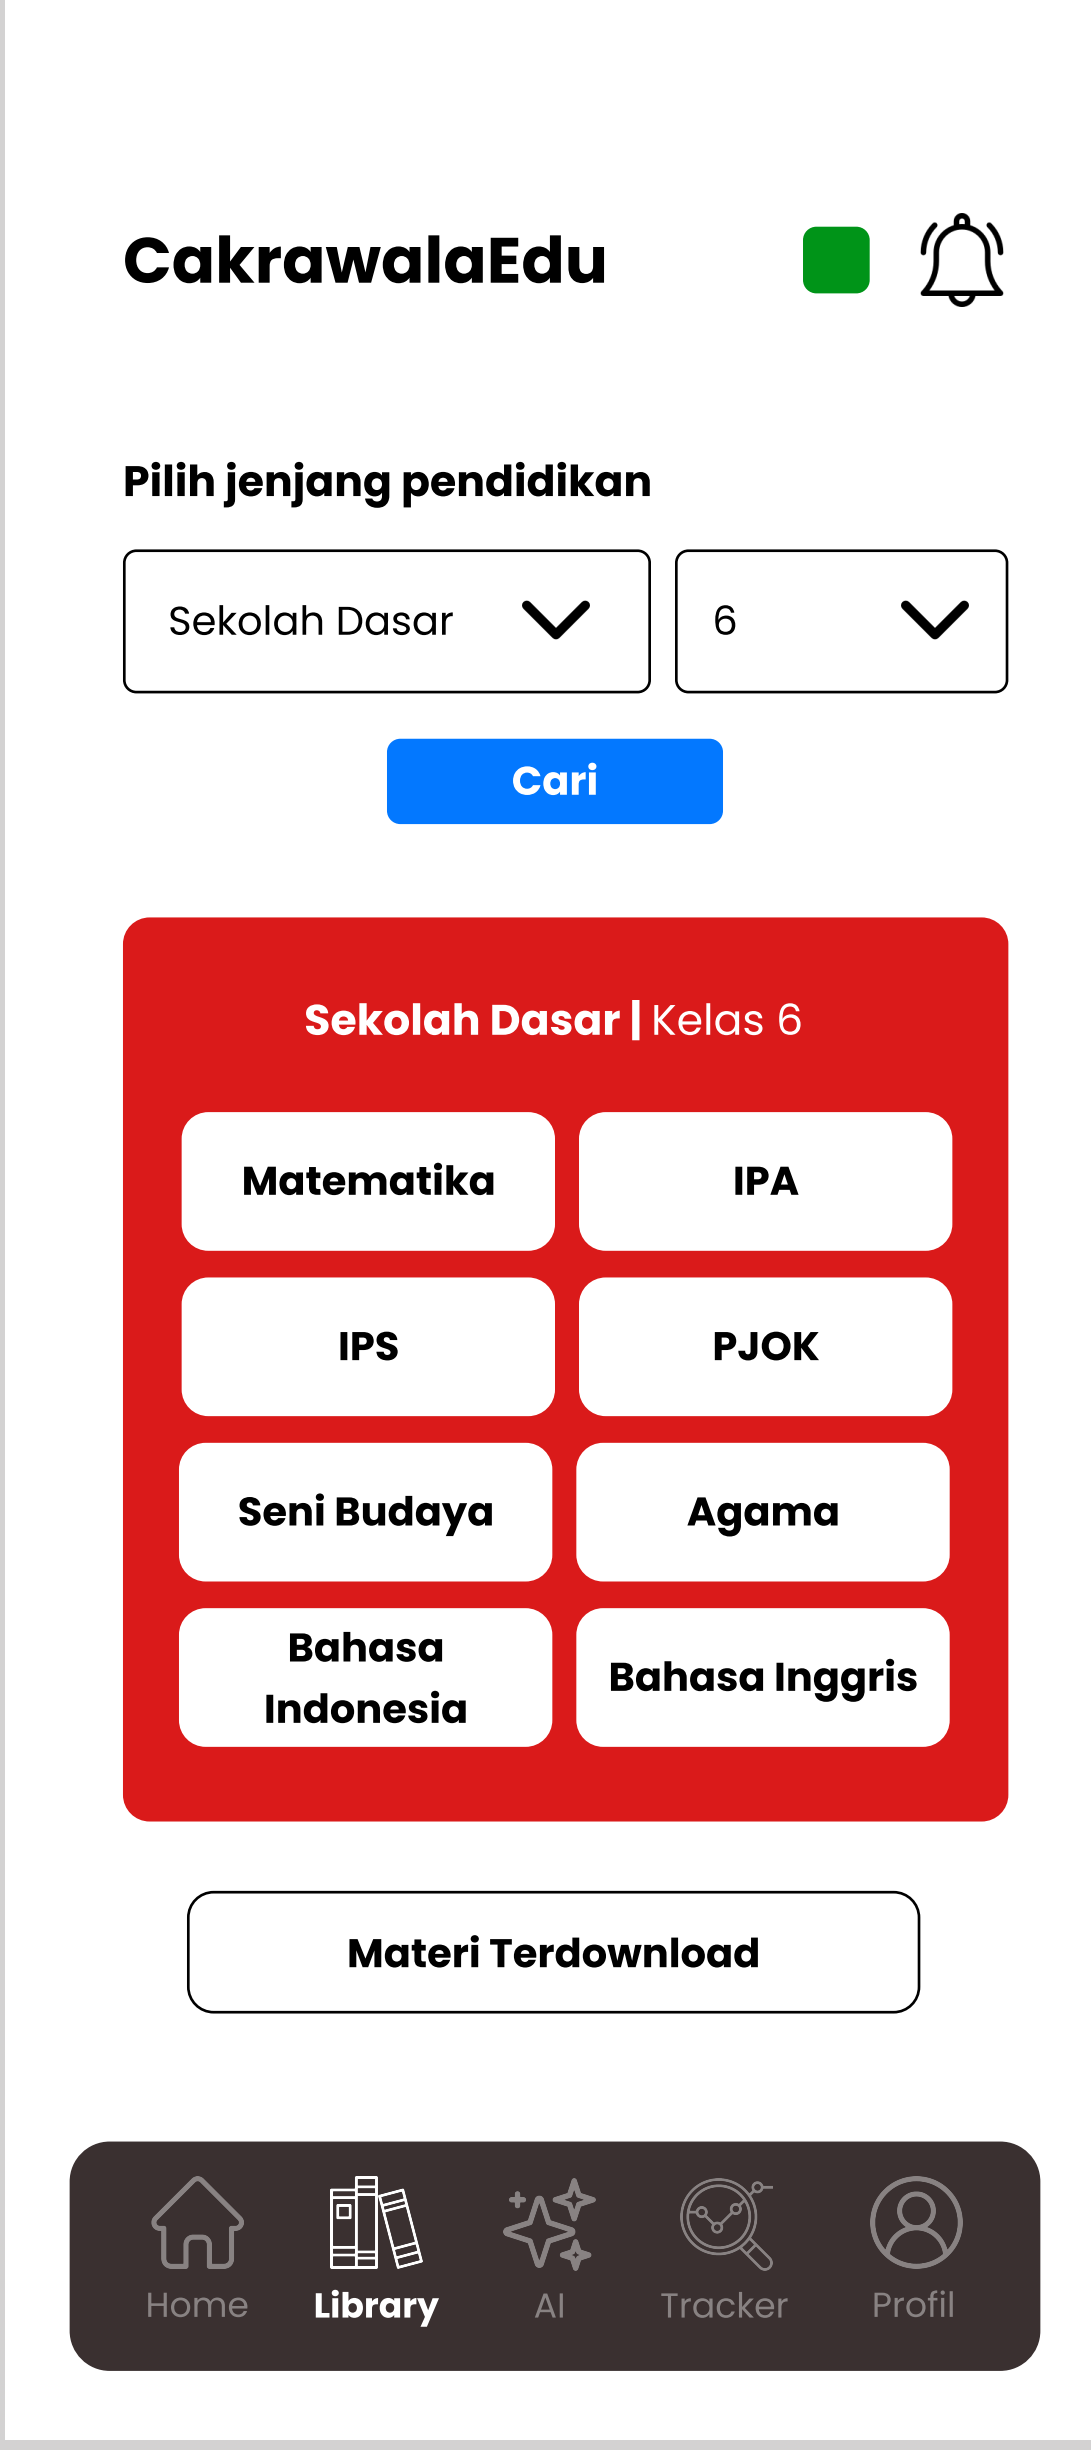 CakrawalaEdu
Pilih jenjang pendidikan
Sekolah Dasar
6
Cari
Sekolah Dasar | Kelas 6
Matematika
IPA
IPS
PJOK
Seni Budaya
Agama
Bahasa
Indonesia
Bahasa Inggris
Materi Terdownload
Home
Library
AI
Tracker
Profil